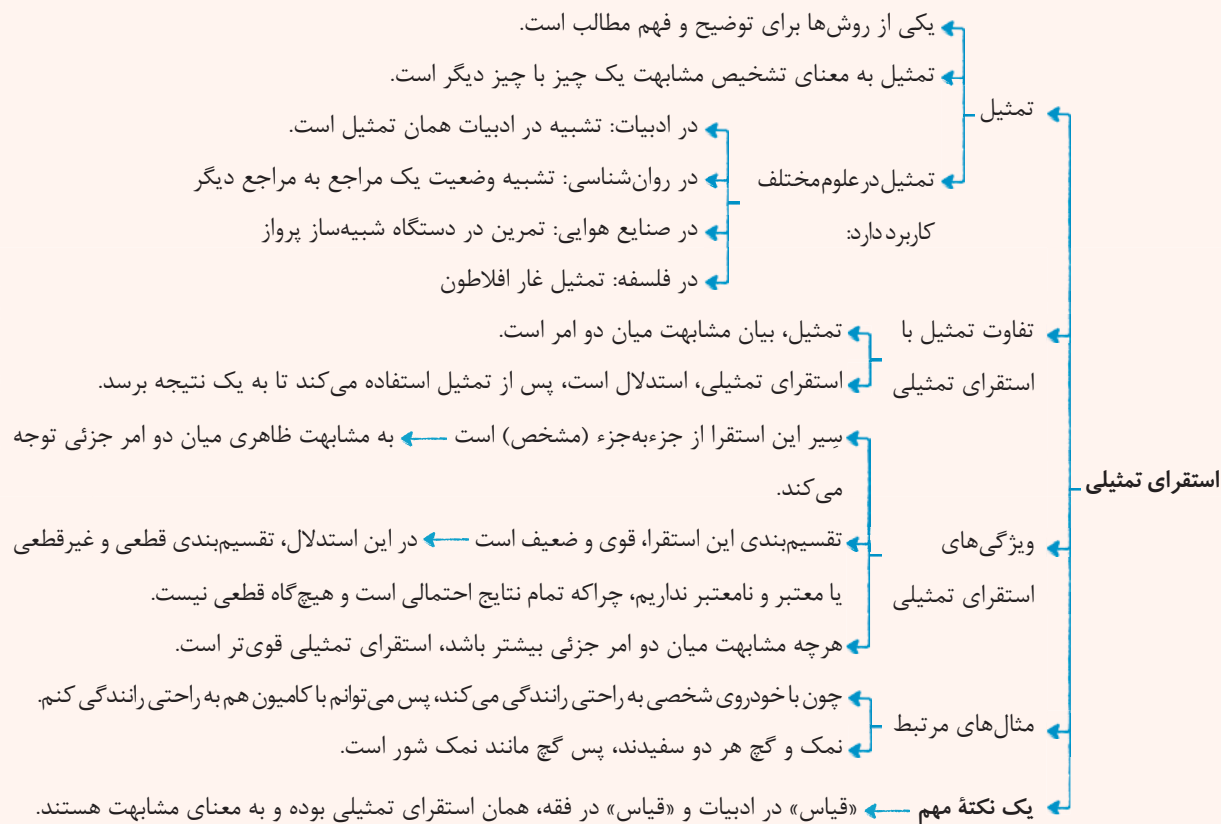 یکی از روش‌ها برای توضیح و فهم مطالب است.
تمثیل به معنای تشخیص مشابهت یک چیز با چیز دیگر است.
تمثیل
در ادبیات: تشبیه در ادبیات همان تمثیل است.
تمثیل در علوم مختلف
در روان‌شناسی: تشبیه وضعیت یک مراجع به مراجع دیگر
کاربرد دارد:
در صنایع هوایی: تمرین در دستگاه شبیه‌ساز پرواز
در فلسفه: تمثیل غار افلاطون
تفاوت تمثیل با
تمثیل، بیان مشابهت میان دو امر است.
استقرای تمثیلی
استقرای تمثیلی، استدلال است، پس از تمثیل استفاده می‌کند تا به یک نتیجه برسد.
سِیر این استقرا از جزءبه‌جزء (مشخص) است به مشابهت ظاهری میان دو امر جزئی توجه
می‌کند.
استقرای تمثیلی
ویژگی‌های
تقسیم‌بندی این استقرا، قوی و ضعیف است در این استدلال، تقسیم‌بندی قطعی و غیرقطعی
استقرای تمثیلی
یا معتبر و نامعتبر نداریم، چراکه تمام نتایج احتمالی است و هیچ‌گاه قطعی نیست.
هرچه مشابهت میان دو امر جزئی بیشتر باشد، استقرای تمثیلی قوی‌تر است.
مثال‌های مرتبط
چون با خودروی شخصی به راحتی رانندگی می‌کند، پس می‌توانم با کامیون هم به راحتی رانندگی کنم.
نمک و گچ هر دو سفیدند، پس گچ مانند نمک شور است.
یک نکتهٔ مهم «قیاس» در ادبیات و «قیاس» در فقه، همان استقرای تمثیلی بوده و به معنای مشابهت هستند.